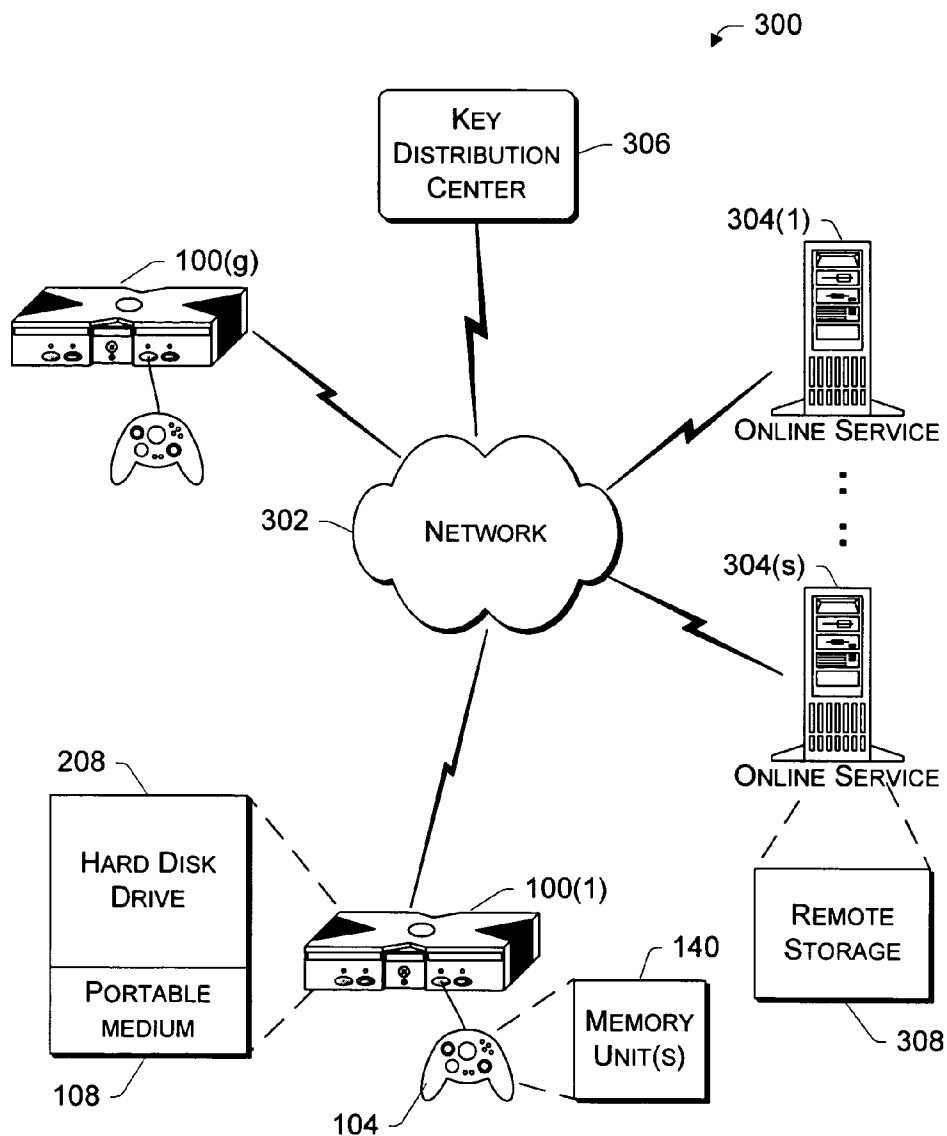 300
KEY
DISTRIBUTION
CENTER
306
304(1)
100(g)
ONLINE SERVICE
302
NETWORK
304(s)
ONLINE SERVICE
208
HARD DISK
DRIVE
100(1)
REMOTE
STORAGE
140
PORTABLE
MEDIUM
MEMORY
UNIT(S)
308
108
104